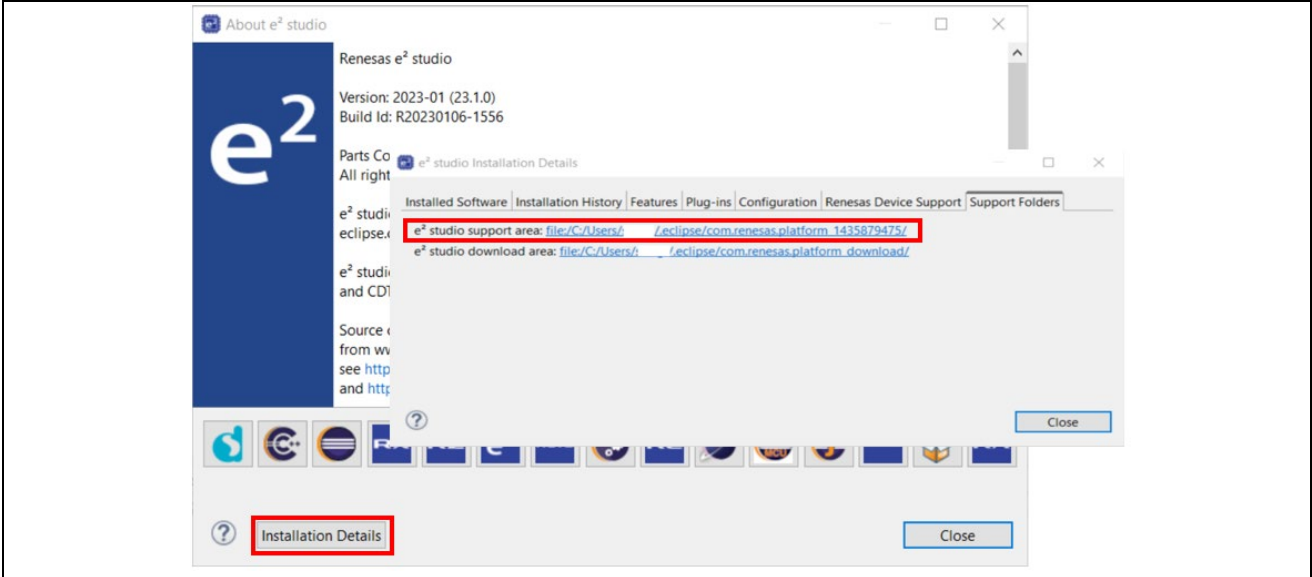 About e² studio
e²
Renesas e² studio
Version: 2023-01 (23.1.0)
Build Id: R20230106-1556
Parts Co
All right
e² studi
eclipse.
e² studi
and CDT
Source
from ww
see http
and http
e² studio Installation Details
Installed Software Installation History Features Plug-ins Configuration Renesas Device Support Support Folders
e² studio support area: file:/C:/Users/ /.eclipse/com.renesas.platform_1435879475/
e² studio download area: file:/C:/Users/ /.eclipse/com.renesas.platform_download/
Close
MCU
Installation Details
Close